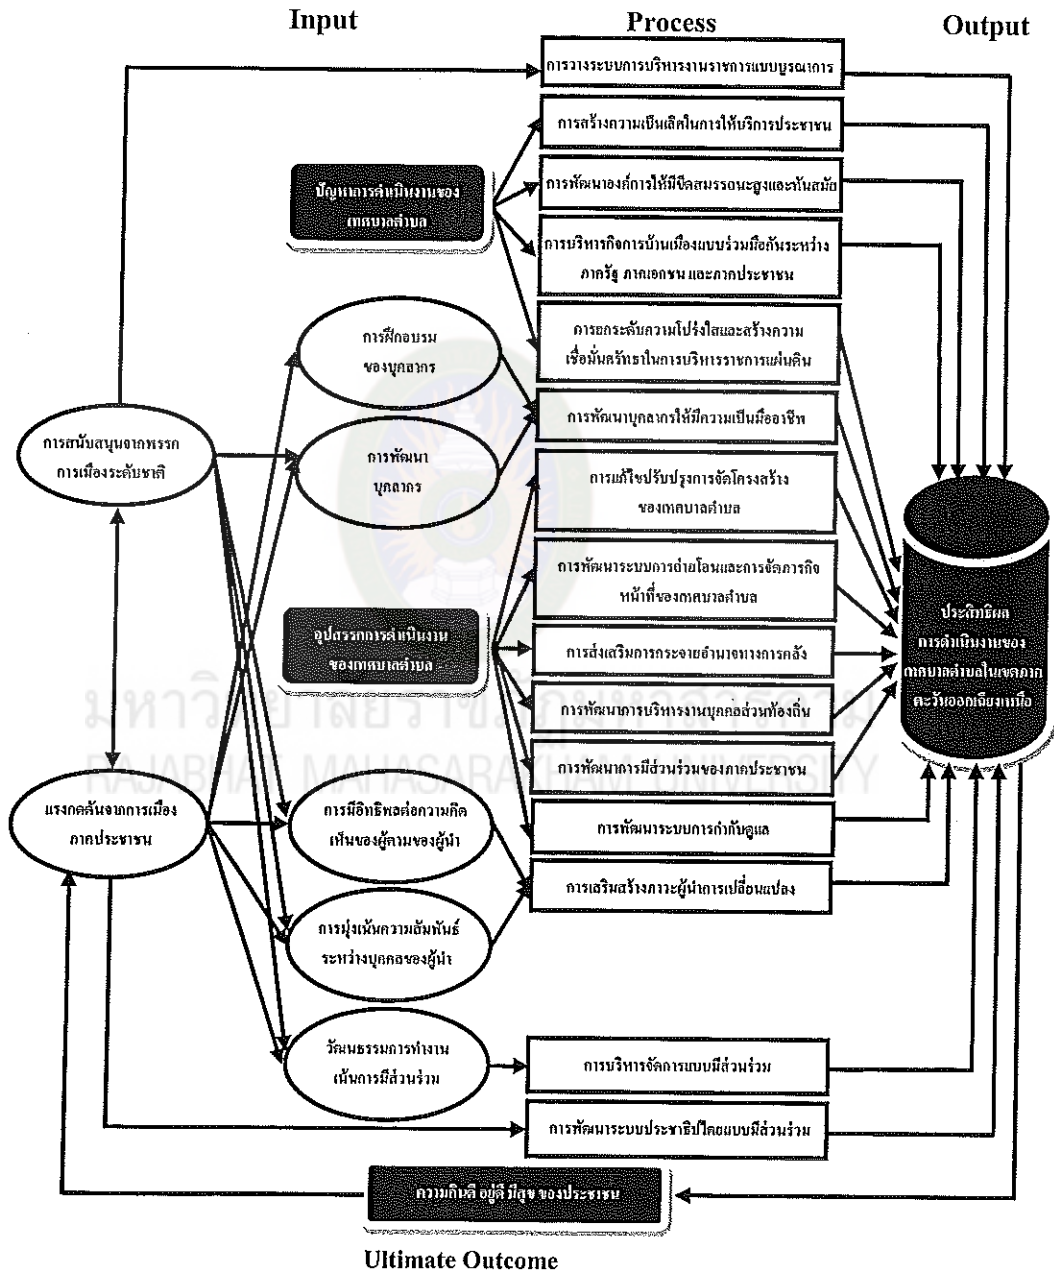 Input
Process
Output
การวางระบบการบริหารงานราชการแบบบูรณาการ
การสร้างความเป็นเลิศในการให้บริการประชาชน
ปัญหาการดำเนินงานของ
เทศบาลตำบล
การพัฒนาองค์การให้มีขีดสมรรถนะสูงและทันสมัย
การบริหารกิจการบ้านเมืองแบบร่วมมือกันระหว่าง
ภาครัฐ ภาคเอกชน และภาคประชาชน
การยกระดับความโปร่งใสและสร้างความ
เชื่อมั่นศรัทธาในการบริหารราชการแผ่นดิน
การฝึกอบรม
ของบุคลากร
การพัฒนาบุคลากรให้มีความเป็นมืออาชีพ
การสนับสนุนจากพรรค
การเมืองระดับชาติ
การพัฒนา
บุคลากร
การแก้ไขปรับปรุงการจัดโครงสร้าง
ของเทศบาลตำบล
การพัฒนาระบบการถ่ายโอนและการจัดภารกิจ
หน้าที่ของเทศบาลตำบล
อุปสรรคการดำเนินงาน
ของเทศบาลตำบล
การส่งเสริมการกระจายอำนาจทางการคลัง
ประสิทธิผล
การดำเนินงานของ
เทศบาลตำบลในเขตภาค
ตะวันออกเฉียงเหนือ
การพัฒนาการบริหารงานบุคคลส่วนท้องถิ่น
มหาวิทยาลัยราชภัฏมหาสารคาม
RAJABHAT MAHASARAKHAM UNIVERSITY
การพัฒนาการมีส่วนร่วมของภาคประชาชน
แรงกดดันจากการเมือง
ภาคประชาชน
การมีอิทธิพลต่อความคิด
เห็นของผู้ตามของผู้นำ
การพัฒนาระบบการกำกับดูแล
การเสริมสร้างภาวะผู้นำการเปลี่ยนแปลง
การมุ่งเน้นความสัมพันธ์
ระหว่างบุคคลของผู้นำ
วัฒนธรรมการทำงาน
เน้นการมีส่วนร่วม
การบริหารจัดการแบบมีส่วนร่วม
การพัฒนาระบบประชาธิปไตยแบบมีส่วนร่วม
ความกินดี อยู่ดี มีสุข ของประชาชน
Ultimate Outcome